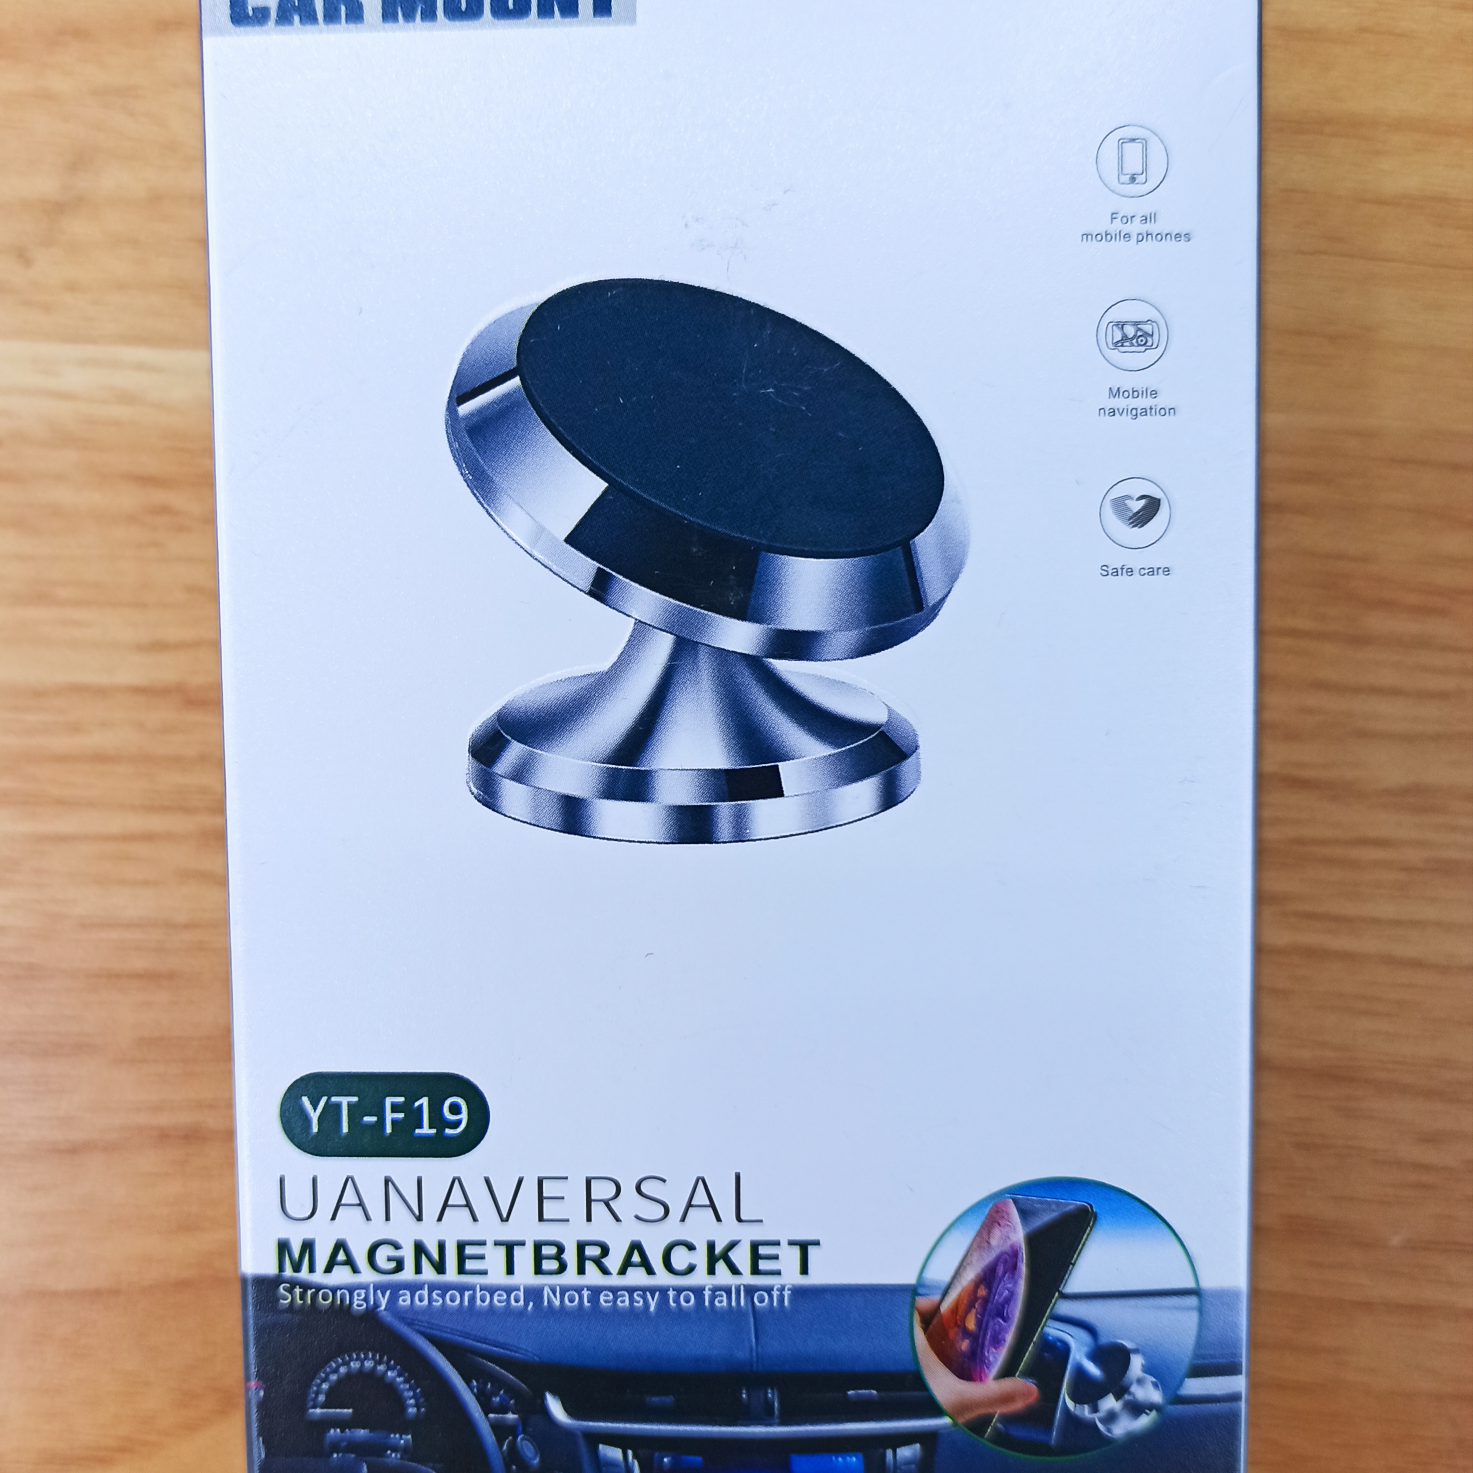 CAR MOUNT
For all
mobile phones
Mobile
navigation
Safe care
YT-F19
UANAVERSAL
MAGNETBRACKET
Strongly adsorbed, Not easy to fall off